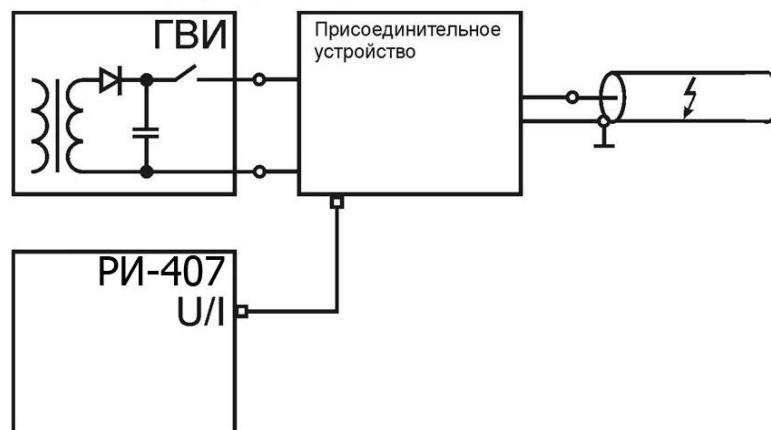 ГВИ
Присоединительное
устройство
РИ-407
U/I